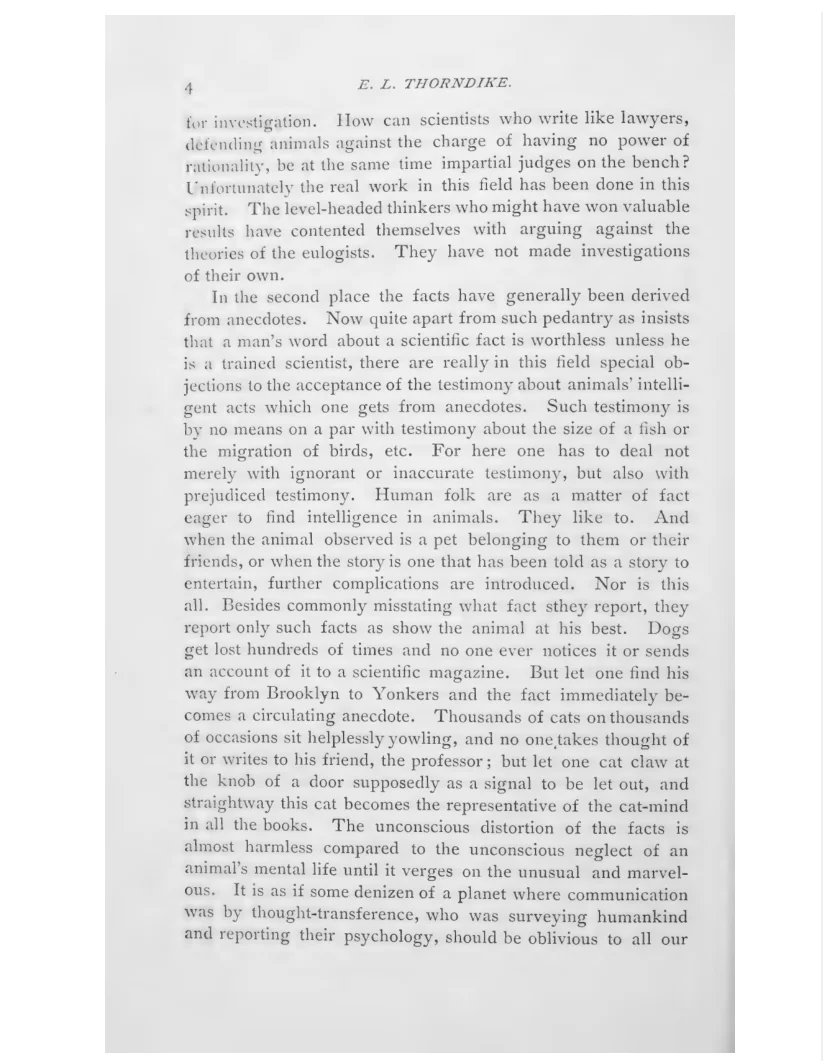 4
E. L. THORNDIKE.
for investigation. How can scientists who write like lawyers,
defending animals against the charge of having no power of
rationality, be at the same time impartial judges on the bench?
Unfortunately the real work in this field has been done in this
spirit. The level-headed thinkers who might have won valuable
results have contented themselves with arguing against the
theories of the eulogists. They have not made investigations
of their own.
In the second place the facts have generally been derived
from anecdotes. Now quite apart from such pedantry as insists
that a man's word about a scientific fact is worthless unless he
is a trained scientist, there are really in this field special ob-
jections to the acceptance of the testimony about animals' intelli-
gent acts which one gets from anecdotes. Such testimony is
by no means on a par with testimony about the size of a fish or
the migration of birds, etc. For here one has to deal not
merely with ignorant or inaccurate testimony, but also with
prejudiced testimony. Human folk are as a matter of fact
eager to find intelligence in animals. They like to. And
when the animal observed is a pet belonging to them or their
friends, or when the story is one that has been told as a story to
entertain, further complications are introduced. Nor is this
all. Besides commonly misstating what fact sthey report, they
report only such facts as show the animal at his best. Dogs
get lost hundreds of times and no one ever notices it or sends
an account of it to a scientific magazine. But let one find his
way from Brooklyn to Yonkers and the fact immediately be-
comes a circulating anecdote. Thousands of cats on thousands
of occasions sit helplessly yowling, and no one takes thought of
it or writes to his friend, the professor; but let one cat claw at
the knob of a door supposedly as a signal to be let out, and
straightway this cat becomes the representative of the cat-mind
in all the books. The unconscious distortion of the facts is
almost harmless compared to the unconscious neglect of an
animal's mental life until it verges on the unusual and marvel-
ous. It is as if some denizen of a planet where communication
was by thought-transference, who was surveying humankind
and reporting their psychology, should be oblivious to all our